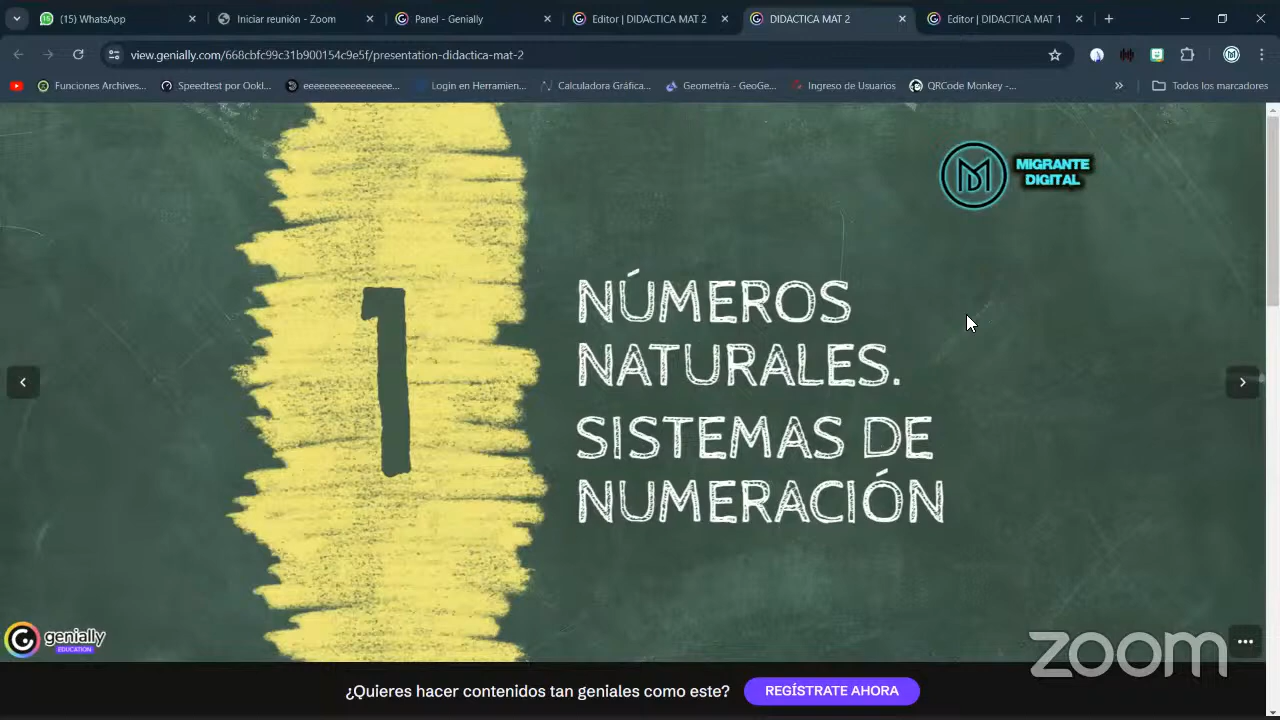 (15) WhatsApp
Iniciar reunión - Zoom
Panel - Genially
Editor | DIDACTICA MAT 2
DIDACTICA MAT 2
Editor | DIDACTICA MAT 1
view.genially.com/668cbfc99c31b900154c9e5f/presentation-didactica-mat-2
Funciones Archives...
Speedtest por Ookl...
eeeeeeeeeeeeeeeee...
Login en Herramien...
Calculadora Gráfica...
Geometría - GeoGe...
Ingreso de Usuarios
QRCode Monkey -...
Todos los marcadores
MIGRANTE
DIGITAL
1
NÚMEROS
NATURALES.
SISTEMAS DE
NUMERACIÓN
genially
EDUCATION
zoom
¿Quieres hacer contenidos tan geniales como este?
REGÍSTRATE AHORA